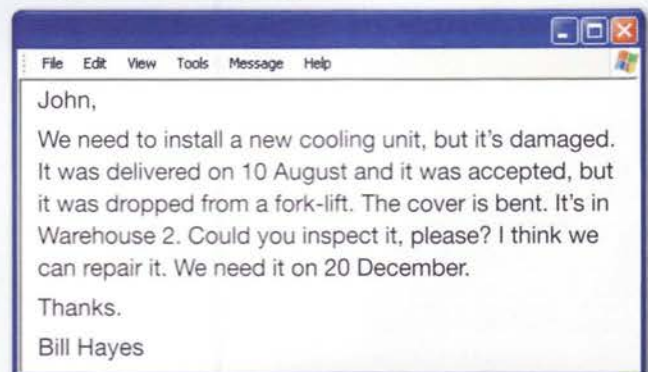 File Edit View Tools Message Help
John,
We need to install a new cooling unit, but it's damaged.
It was delivered on 10 August and it was accepted, but
it was dropped from a fork-lift. The cover is bent. It's in
Warehouse 2. Could you inspect it, please? I think we
can repair it. We need it on 20 December.
Thanks.
Bill Hayes